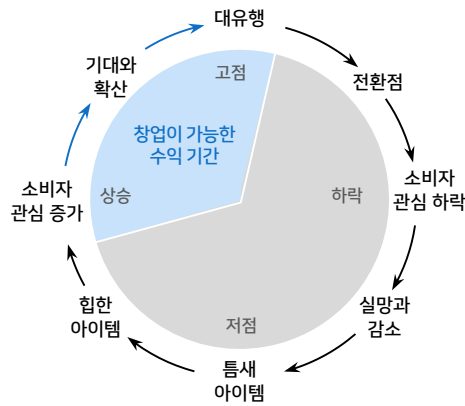 대유행
기대와
확산
고점
전환점
창업이 가능한
수익 기간
소비자
관심 증가
상승
하락
소비자
관심 하락
힙한
아이템
저점
실망과
감소
틈새
아이템